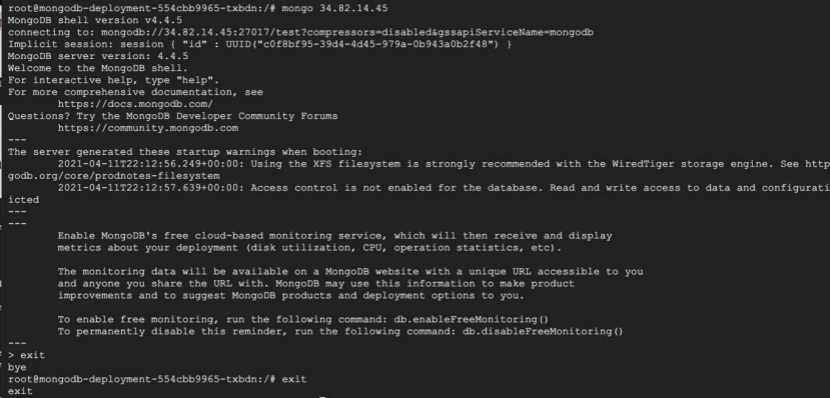 root@mongodb-deployment-554cbb9965-txbdn:/# mongo 34.82.14.45
MongoDB shell version v4.4.5
connecting to: mongodb://34.82.14.45:27017/test?compressors=disabled&gssapiServiceName=mongodb
Implicit session: session { "id" : UUID("c0f8bf95-39d4-4d45-979a-0b943a0b2f48") }
MongoDB server version: 4.4.5
Welcome to the MongoDB shell.
For interactive help, type "help".
For more comprehensive documentation, see
https://docs.mongodb.com/
Questions? Try the MongoDB Developer Community Forums
https://community.mongodb.com
---
The server generated these startup warnings when booting:
2021-04-11T22:12:56.249+00:00: Using the XFS filesystem is strongly recommended with the WiredTiger storage engine. See http
godb.org/core/prodnotes-filesystem
2021-04-11T22:12:57.639+00:00: Access control is not enabled for the database. Read and write access to data and configurati
icted
---
---
Enable MongoDB's free cloud-based monitoring service, which will then receive and display
metrics about your deployment (disk utilization, CPU, operation statistics, etc).
The monitoring data will be available on a MongoDB website with a unique URL accessible to you
and anyone you share the URL with. MongoDB may use this information to make product
improvements and to suggest MongoDB products and deployment options to you.
To enable free monitoring, run the following command: db.enableFreeMonitoring()
To permanently disable this reminder, run the following command: db.disableFreeMonitoring()
---
> exit
bye
root@mongodb-deployment-554cbb9965-txbdn:/# exit
exit